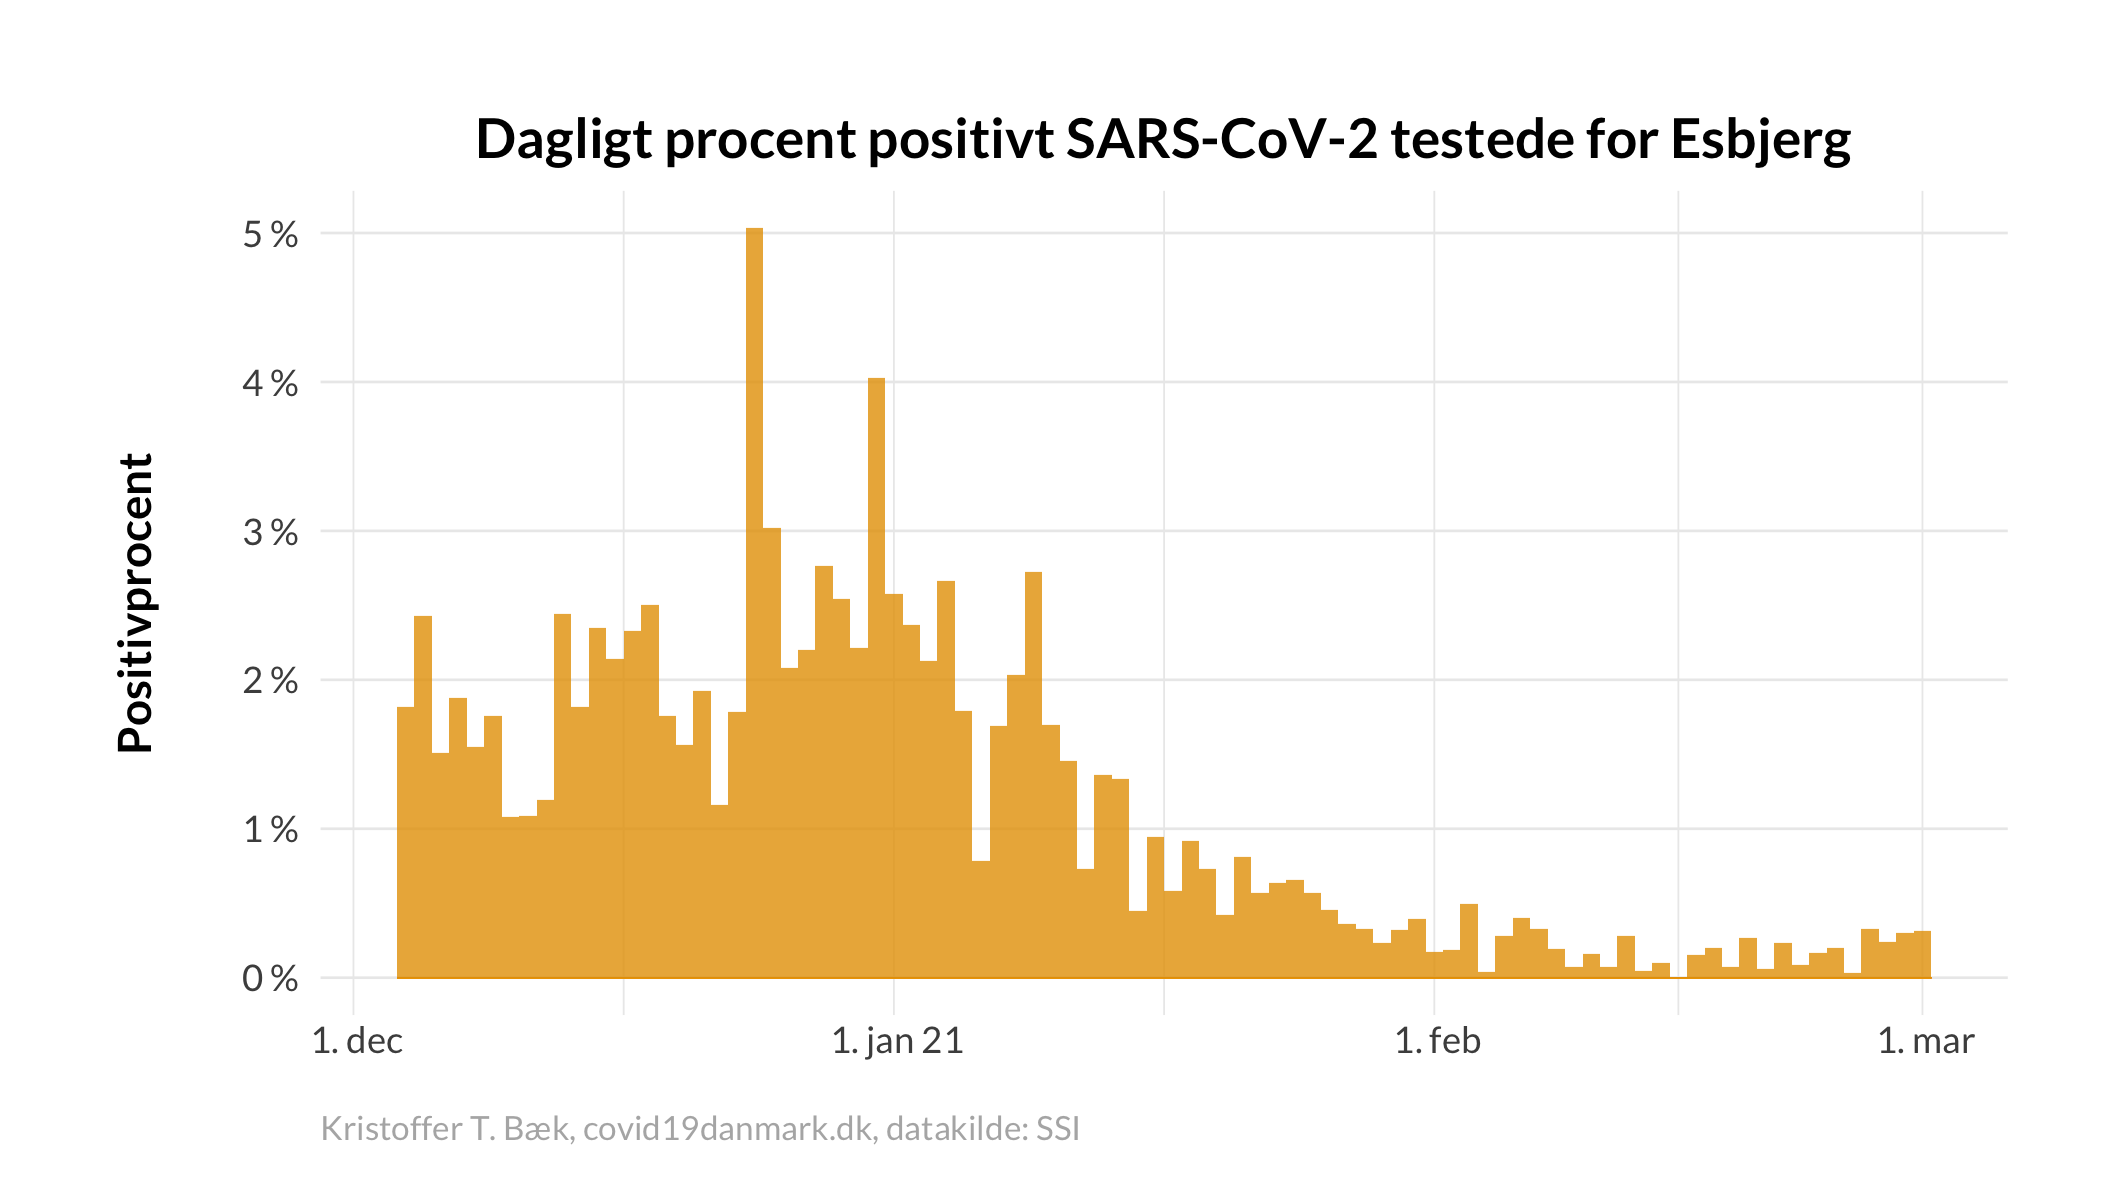 Dagligt procent positivt SARS-CoV-2 testede for Esbjerg
Positivprocent
5 %
4 %
3 %
2 %
1 %
0 %
1. dec
1. jan 21
1. feb
1. mar
Kristoffer T. Bæk, covid19danmark.dk, datakilde: SSI